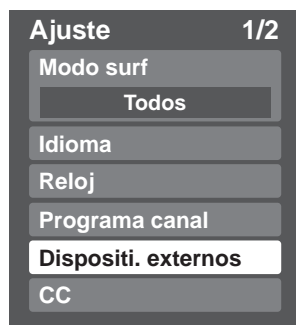 Ajuste 1/2
Modo surf
Todos
Idioma
Reloj
Programa canal
Dispositi. externos
CC